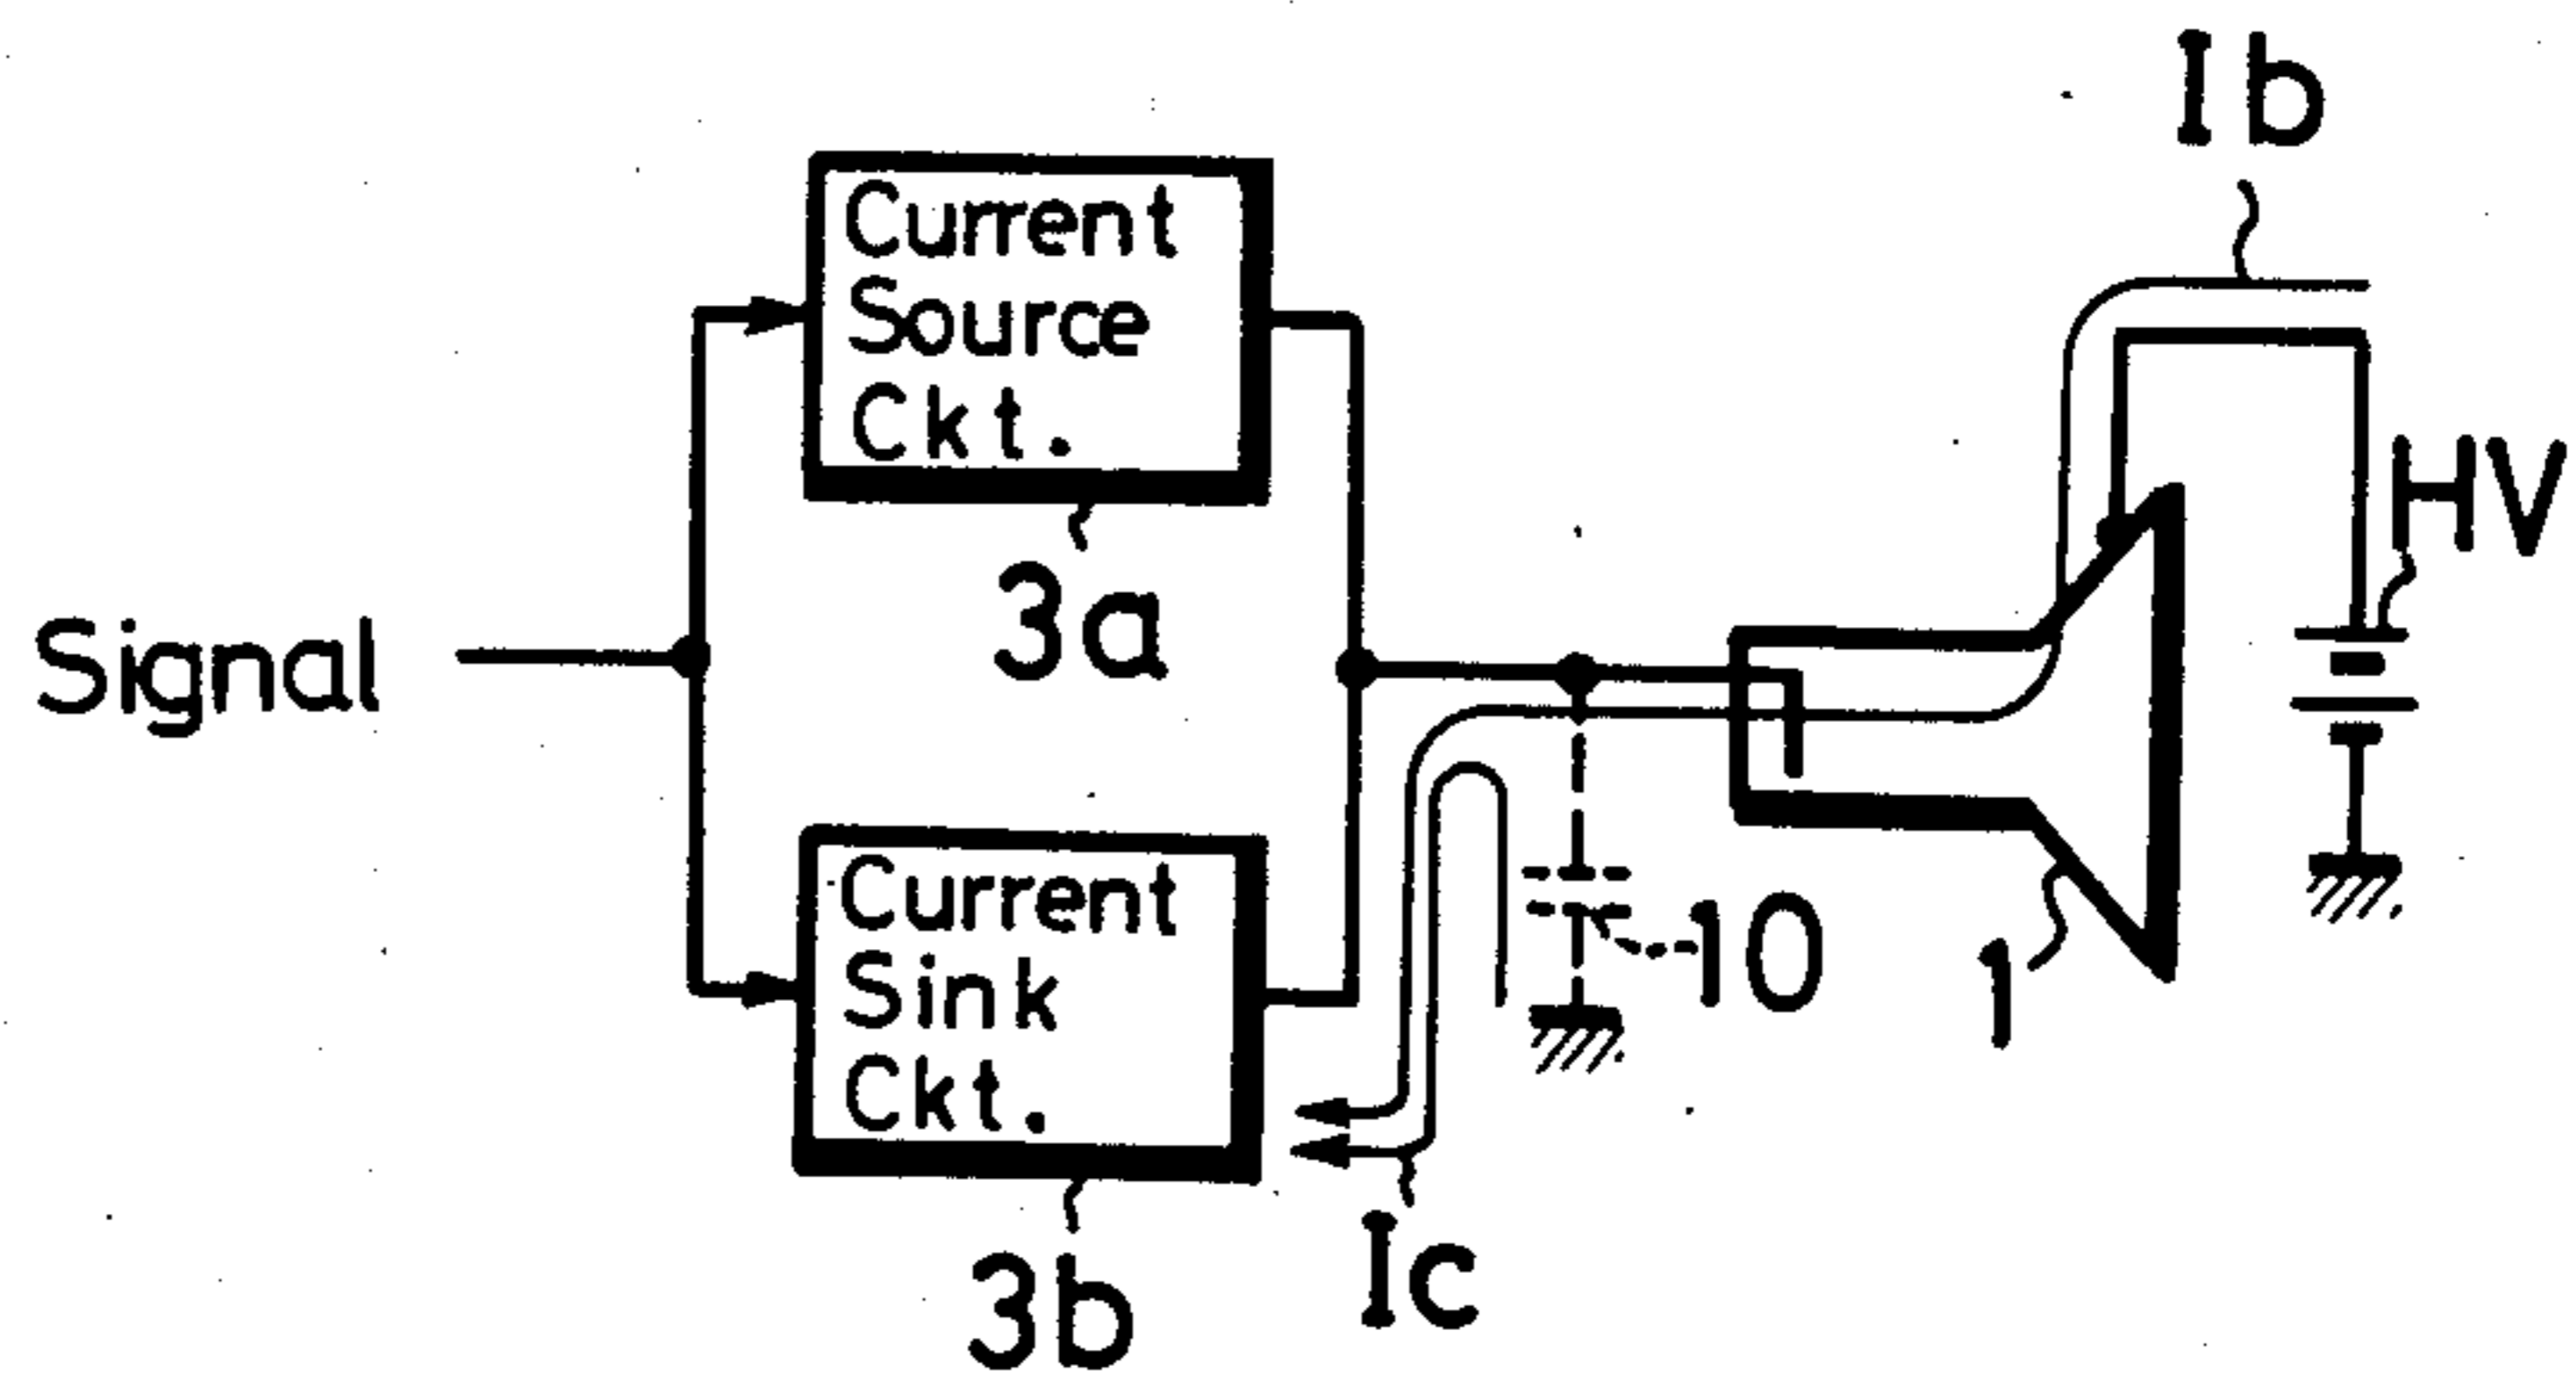 Ib
Current
Source
Ckt.
HV
3a
Signal
Current
Sink
Ckt.
10
1
Ic
3b